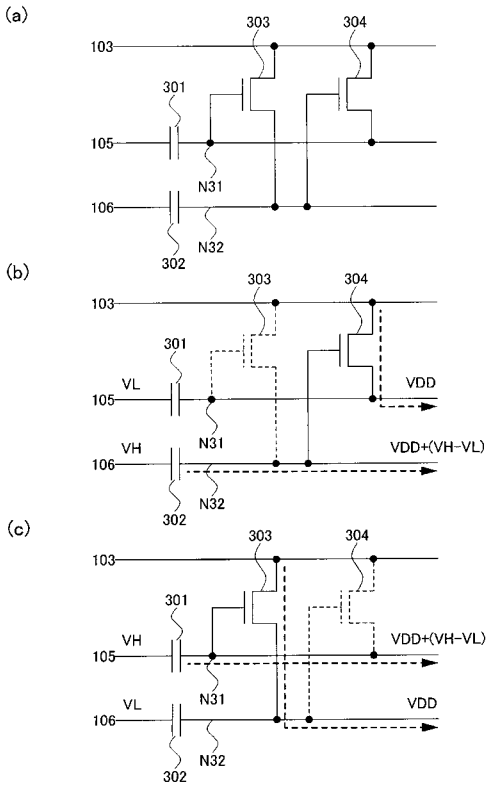 (a)
303
304
103
301
105
N31
106
N32
302
(b)
303
304
103
301
VL
VDD
105
N31
VH
VDD+(VH-VL)
106
N32
302
(c)
303
304
103
301
VH
VDD+(VH-VL)
105
N31
VL
VDD
106
N32
302